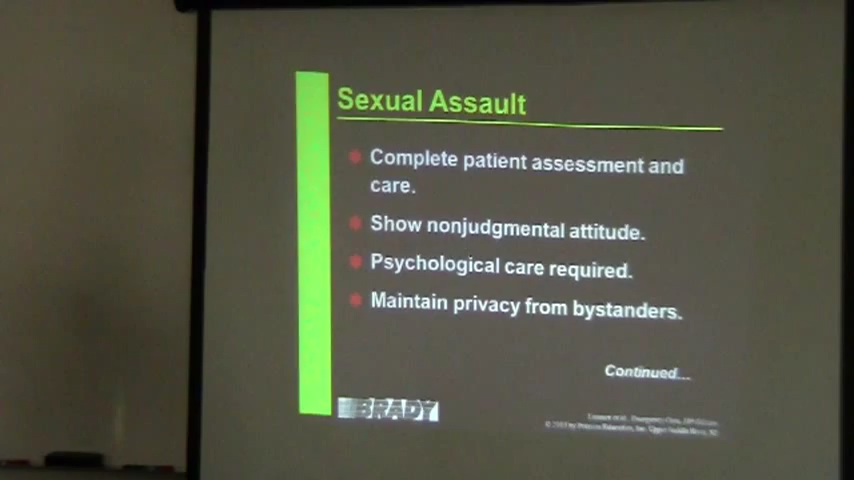 Sexual Assault
Complete patient assessment and
care.
Show nonjudgmental attitude.
Psychological care required.
Maintain privacy from bystanders.
Continued...
BRADY